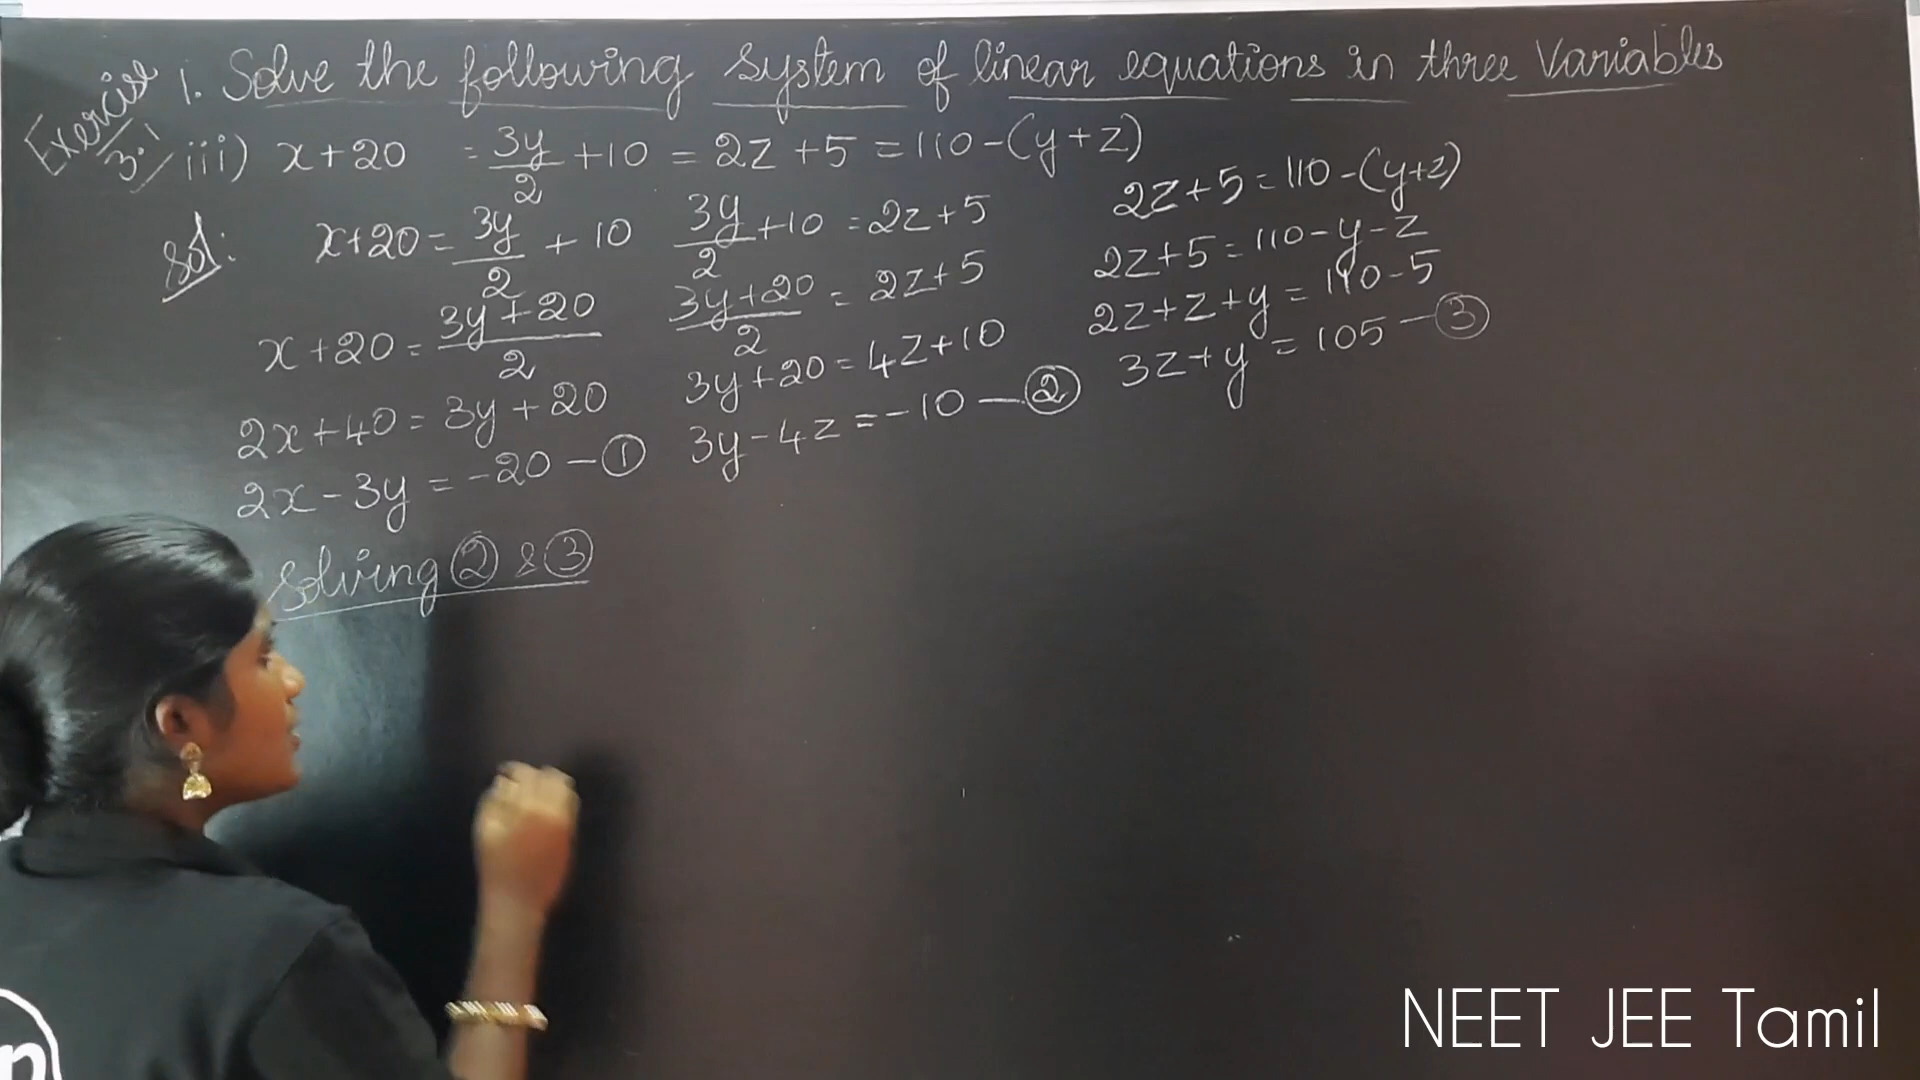 Exercise 3.1
1. Solve the following system of linear equations in three Variables
iii) x+20 = 3y/2 +10 = 2z+5 = 110-(y+z)
Sol:
x+20 = 3y/2 + 10
x+20 = 3y+20/2
2x+40 = 3y+20
2x-3y = -20 - ①
3y/2 +10 = 2z+5
3y+20/2 = 2z+5
3y+20 = 4z+10
3y-4z = -10 - ②
2z+5 = 110-(y+z)
2z+5 = 110-y-z
2z+z+y = 110-5
3z+y = 105 - ③
Solving ② & ③
NEET JEE Tamil